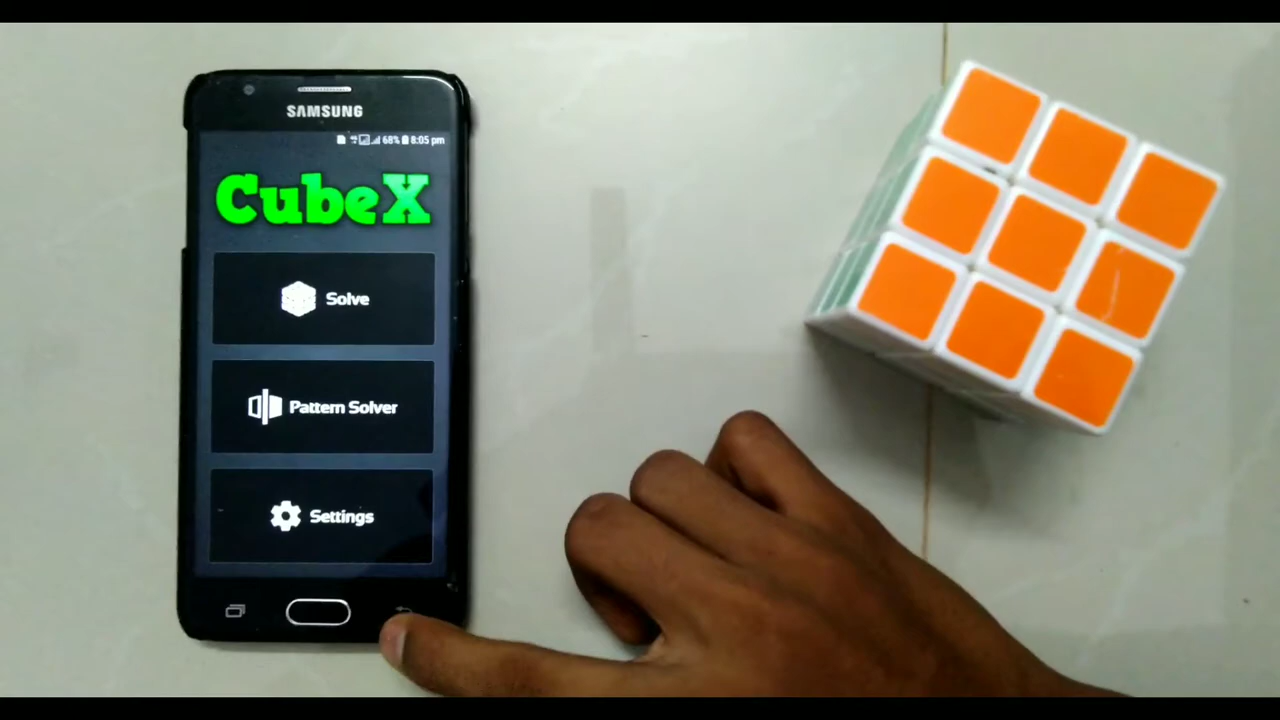 SAMSUNG
68% 8:05 pm
CubeX
Solve
Pattern Solver
Settings